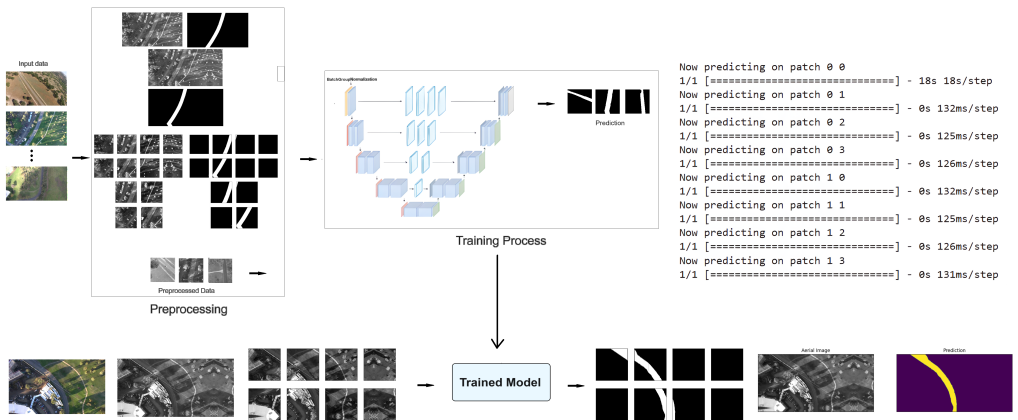 Input data
Preprocessed Data
Preprocessing
BatchGroupNormalization
Prediction
Training Process
Now predicting on patch 0 0
1/1 [==============================] - 18s 18s/step
Now predicting on patch 0 1
1/1 [==============================] - 0s 132ms/step
Now predicting on patch 0 2
1/1 [==============================] - 0s 125ms/step
Now predicting on patch 0 3
1/1 [==============================] - 0s 126ms/step
Now predicting on patch 1 0
1/1 [==============================] - 0s 132ms/step
Now predicting on patch 1 1
1/1 [==============================] - 0s 125ms/step
Now predicting on patch 1 2
1/1 [==============================] - 0s 126ms/step
Now predicting on patch 1 3
1/1 [==============================] - 0s 131ms/step
Trained Model
Aerial Image
Prediction